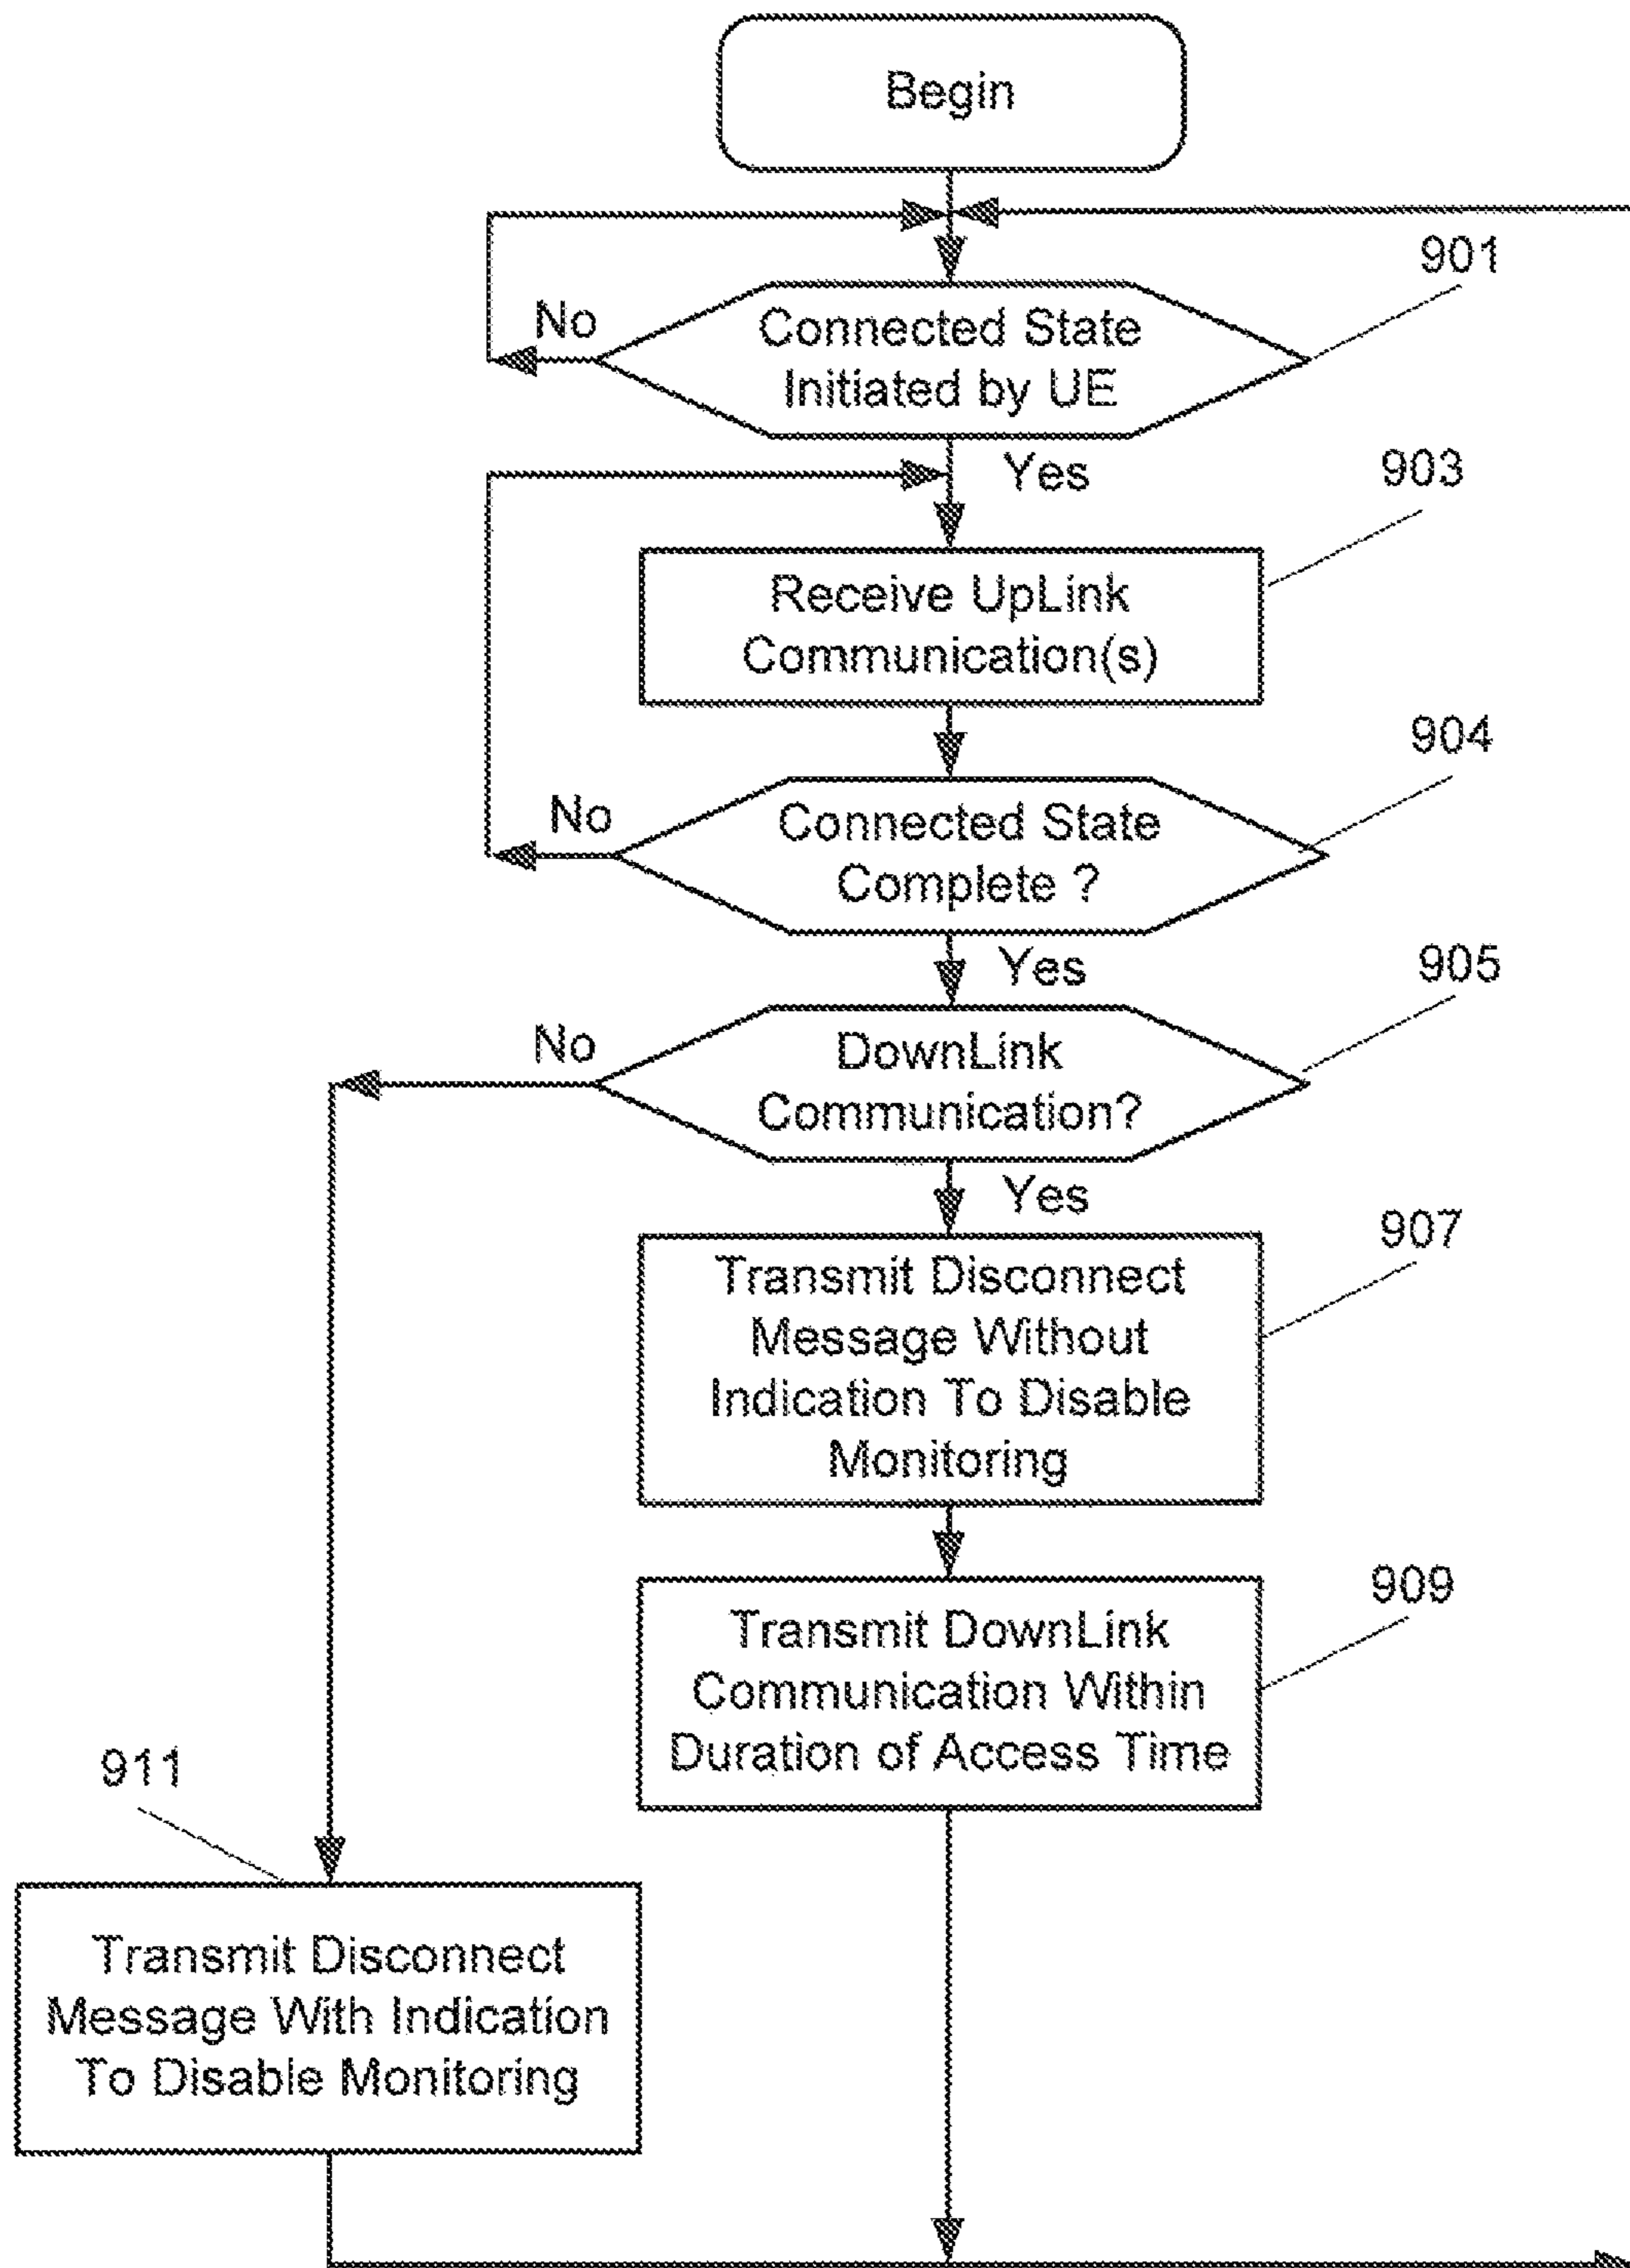 Begin
901
No
Connected State
Initiated by UE
Yes
903
Receive UpLink
Communication(s)
904
No
Connected State
Complete ?
Yes
905
No
DownLink
Communication?
Yes
907
Transmit Disconnect
Message Without
Indication To Disable
Monitoring
909
Transmit DownLink
Communication Within
Duration of Access Time
911
Transmit Disconnect
Message With Indication
To Disable Monitoring